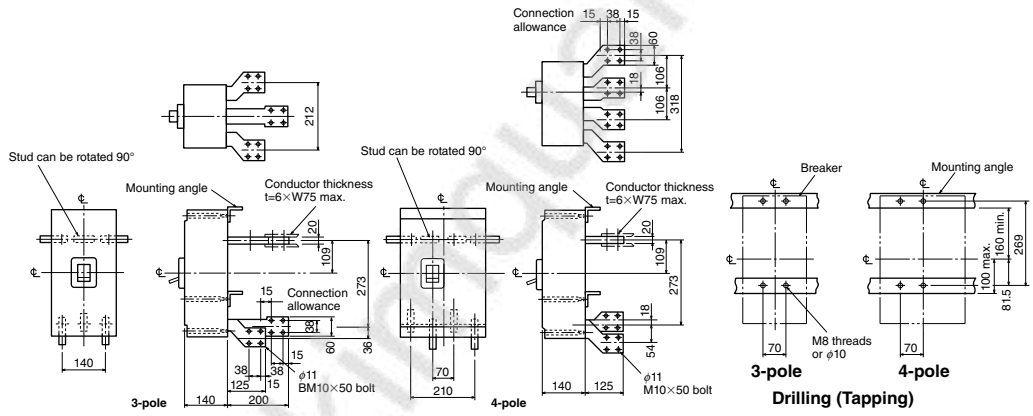 Connection
allowance
15 38 15
38
60
18
106
106
318
212
Stud can be rotated 90°
Mounting angle
Conductor thickness
t=6×W75 max.
20
109
273
15
Connection
allowance
38
60
36
15
38 38
125 15
φ11
BM10×50 bolt
140 200
140
3-pole
Stud can be rotated 90°
Mounting angle
Conductor thickness
t=6×W75 max.
20
109
273
18
54
70
210
φ11
M10×50 bolt
140 125
4-pole
Breaker
Mounting angle
160 min.
100 max.
269
81.5
M8 threads
or φ10
70
70
3-pole
4-pole
Drilling (Tapping)
℄
℄
℄
℄
℄
℄
℄